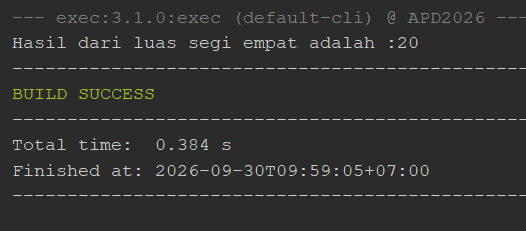 --- exec:3.1.0:exec (default-cli) @ APD2026 ---
Hasil dari luas segi empat adalah :20
------------------------------------------------
BUILD SUCCESS
------------------------------------------------
Total time:  0.384 s
Finished at: 2026-09-30T09:59:05+07:00
------------------------------------------------